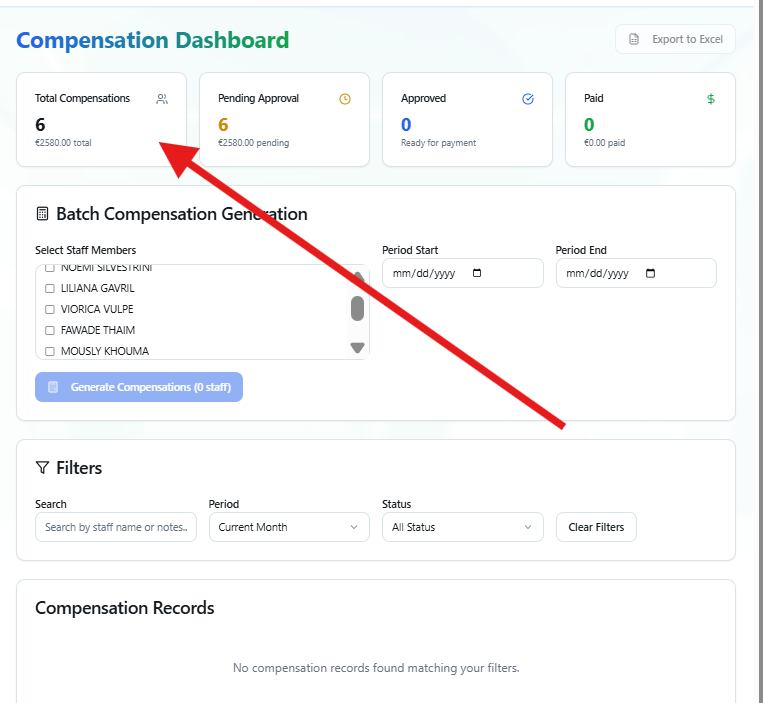 Compensation Dashboard
Export to Excel
Total Compensations
6
€2580.00 total
Pending Approval
6
€2580.00 pending
Approved
0
Ready for payment
Paid
$
0
€0.00 paid
Batch Compensation Generation
Select Staff Members
NOEMI SILVESTRINI
LILIANA GAVRIL
VIORICA VULPE
FAWADE THAIM
MOUSLY KHOUMA
Period Start
mm/dd/yyyy
Period End
mm/dd/yyyy
Generate Compensations (0 staff)
Filters
Search
Search by staff name or notes..
Period
Current Month
Status
All Status
Clear Filters
Compensation Records
No compensation records found matching your filters.